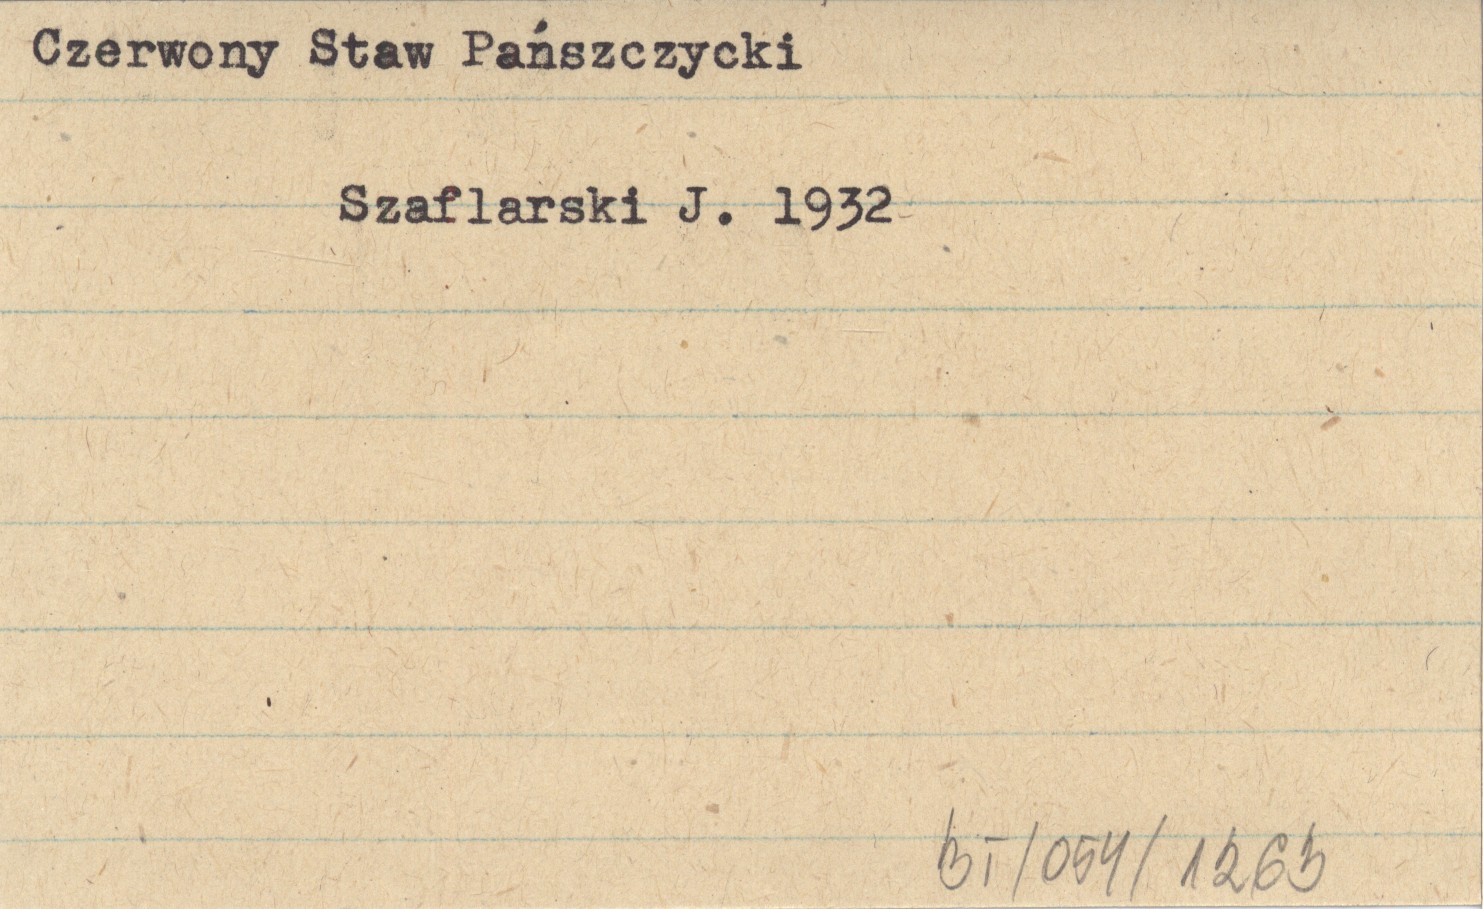 Czerwony Staw Pańszczycki
Szaflarski J. 1932
BT/054/1263